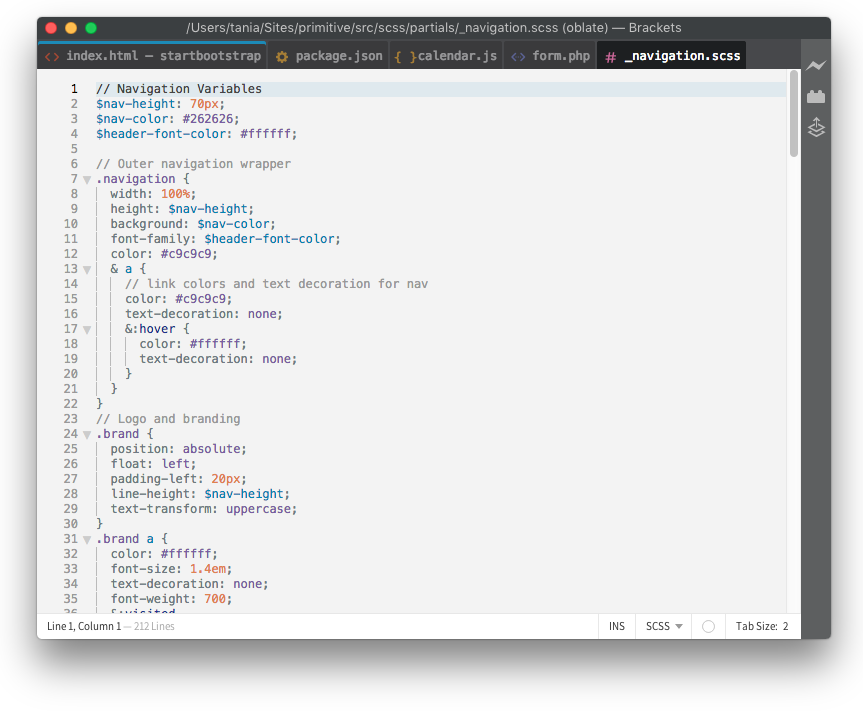 /Users/tania/Sites/primitive/src/scss/partials/_navigation.scss (oblate) — Brackets
<> index.html — startbootstrap package.json { }calendar.js <> form.php # _navigation.scss
1 // Navigation Variables
2 $nav-height: 70px;
3 $nav-color: #262626;
4 $header-font-color: #ffffff;
5
6 // Outer navigation wrapper
7 .navigation {
8 width: 100%;
9 height: $nav-height;
10 background: $nav-color;
11 font-family: $header-font-color;
12 color: #c9c9c9;
13 & a {
14 // link colors and text decoration for nav
15 color: #c9c9c9;
16 text-decoration: none;
17 &:hover {
18 color: #ffffff;
19 text-decoration: none;
20 }
21 }
22 }
23 // Logo and branding
24 .brand {
25 position: absolute;
26 float: left;
27 padding-left: 20px;
28 line-height: $nav-height;
29 text-transform: uppercase;
30 }
31 .brand a {
32 color: #ffffff;
33 font-size: 1.4em;
34 text-decoration: none;
35 font-weight: 700;
36 &:visited
Line 1, Column 1 — 212 Lines INS SCSS Tab Size: 2